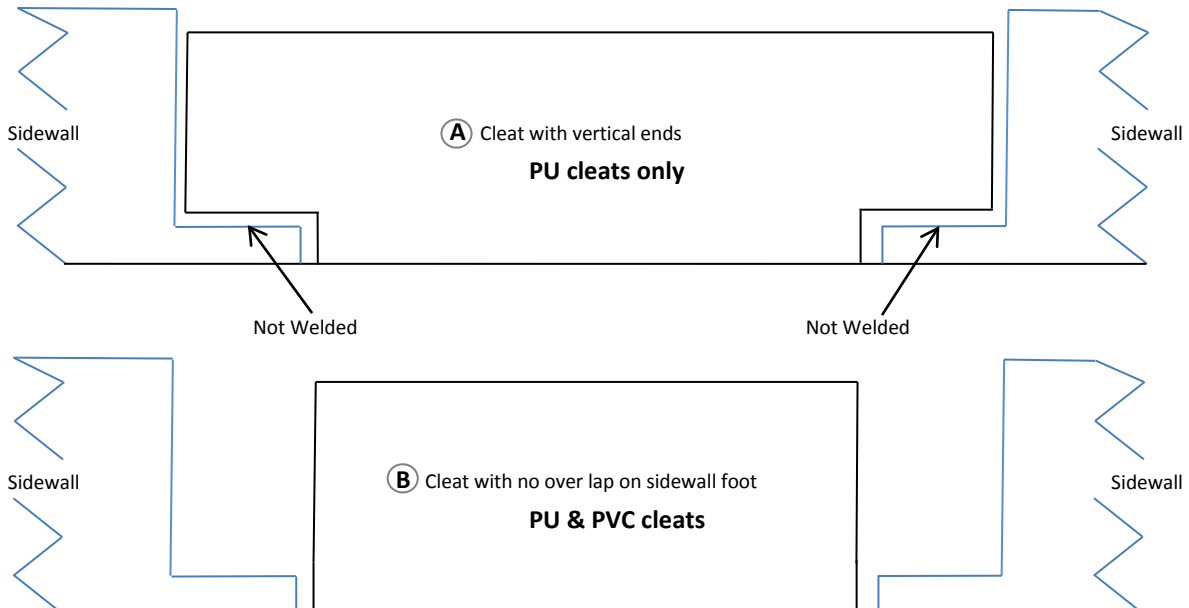 Sidewall
A Cleat with vertical ends
Sidewall
PU cleats only
Not Welded
Not Welded
Sidewall
B Cleat with no over lap on sidewall foot
Sidewall
PU & PVC cleats